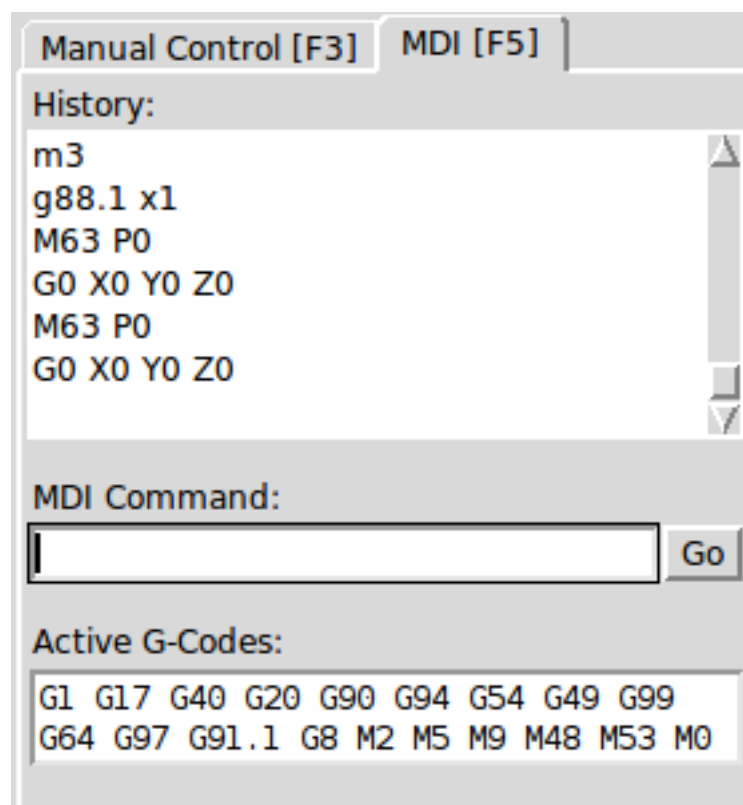 Manual Control [F3] MDI [F5]
History:
m3
g88.1 x1
M63 P0
G0 X0 Y0 Z0
M63 P0
G0 X0 Y0 Z0
MDI Command:
Go
Active G-Codes:
G1 G17 G40 G20 G90 G94 G54 G49 G99
G64 G97 G91.1 G8 M2 M5 M9 M48 M53 M0